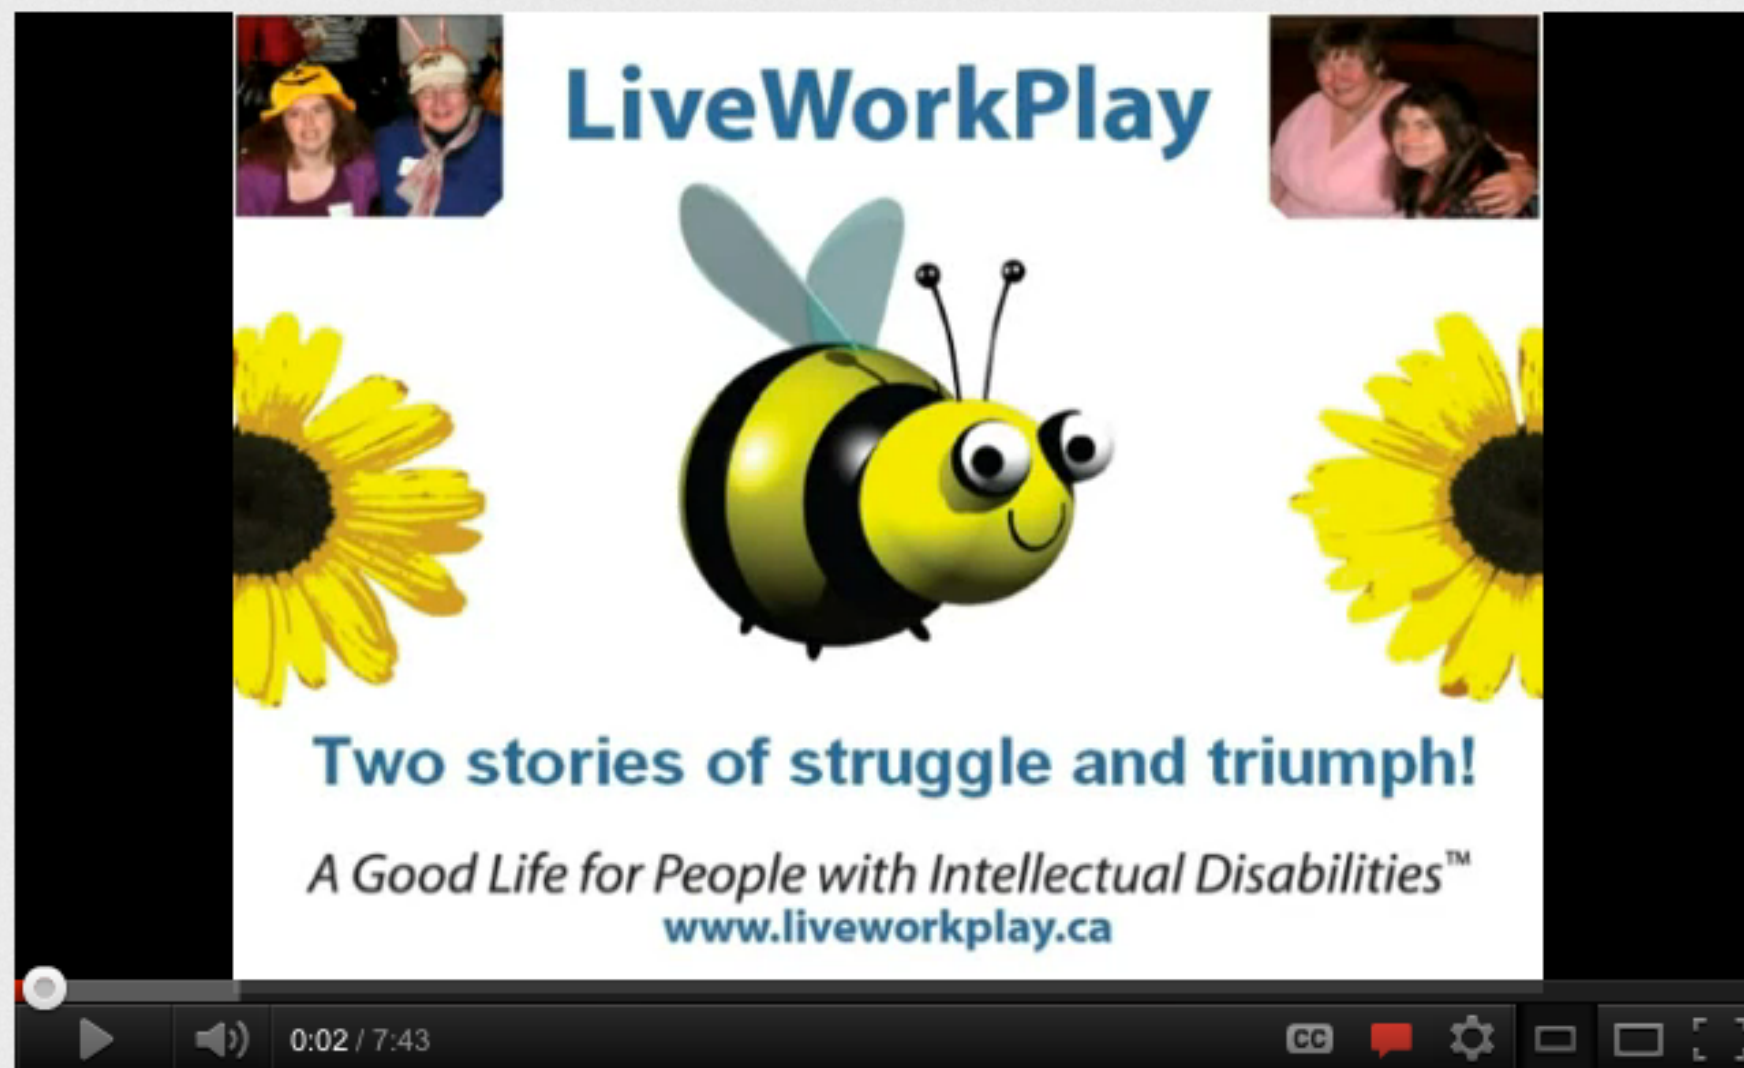 LiveWorkPlay
Two stories of struggle and triumph!
A Good Life for People with Intellectual Disabilities™
www.liveworkplay.ca
0:02 / 7:43
CC